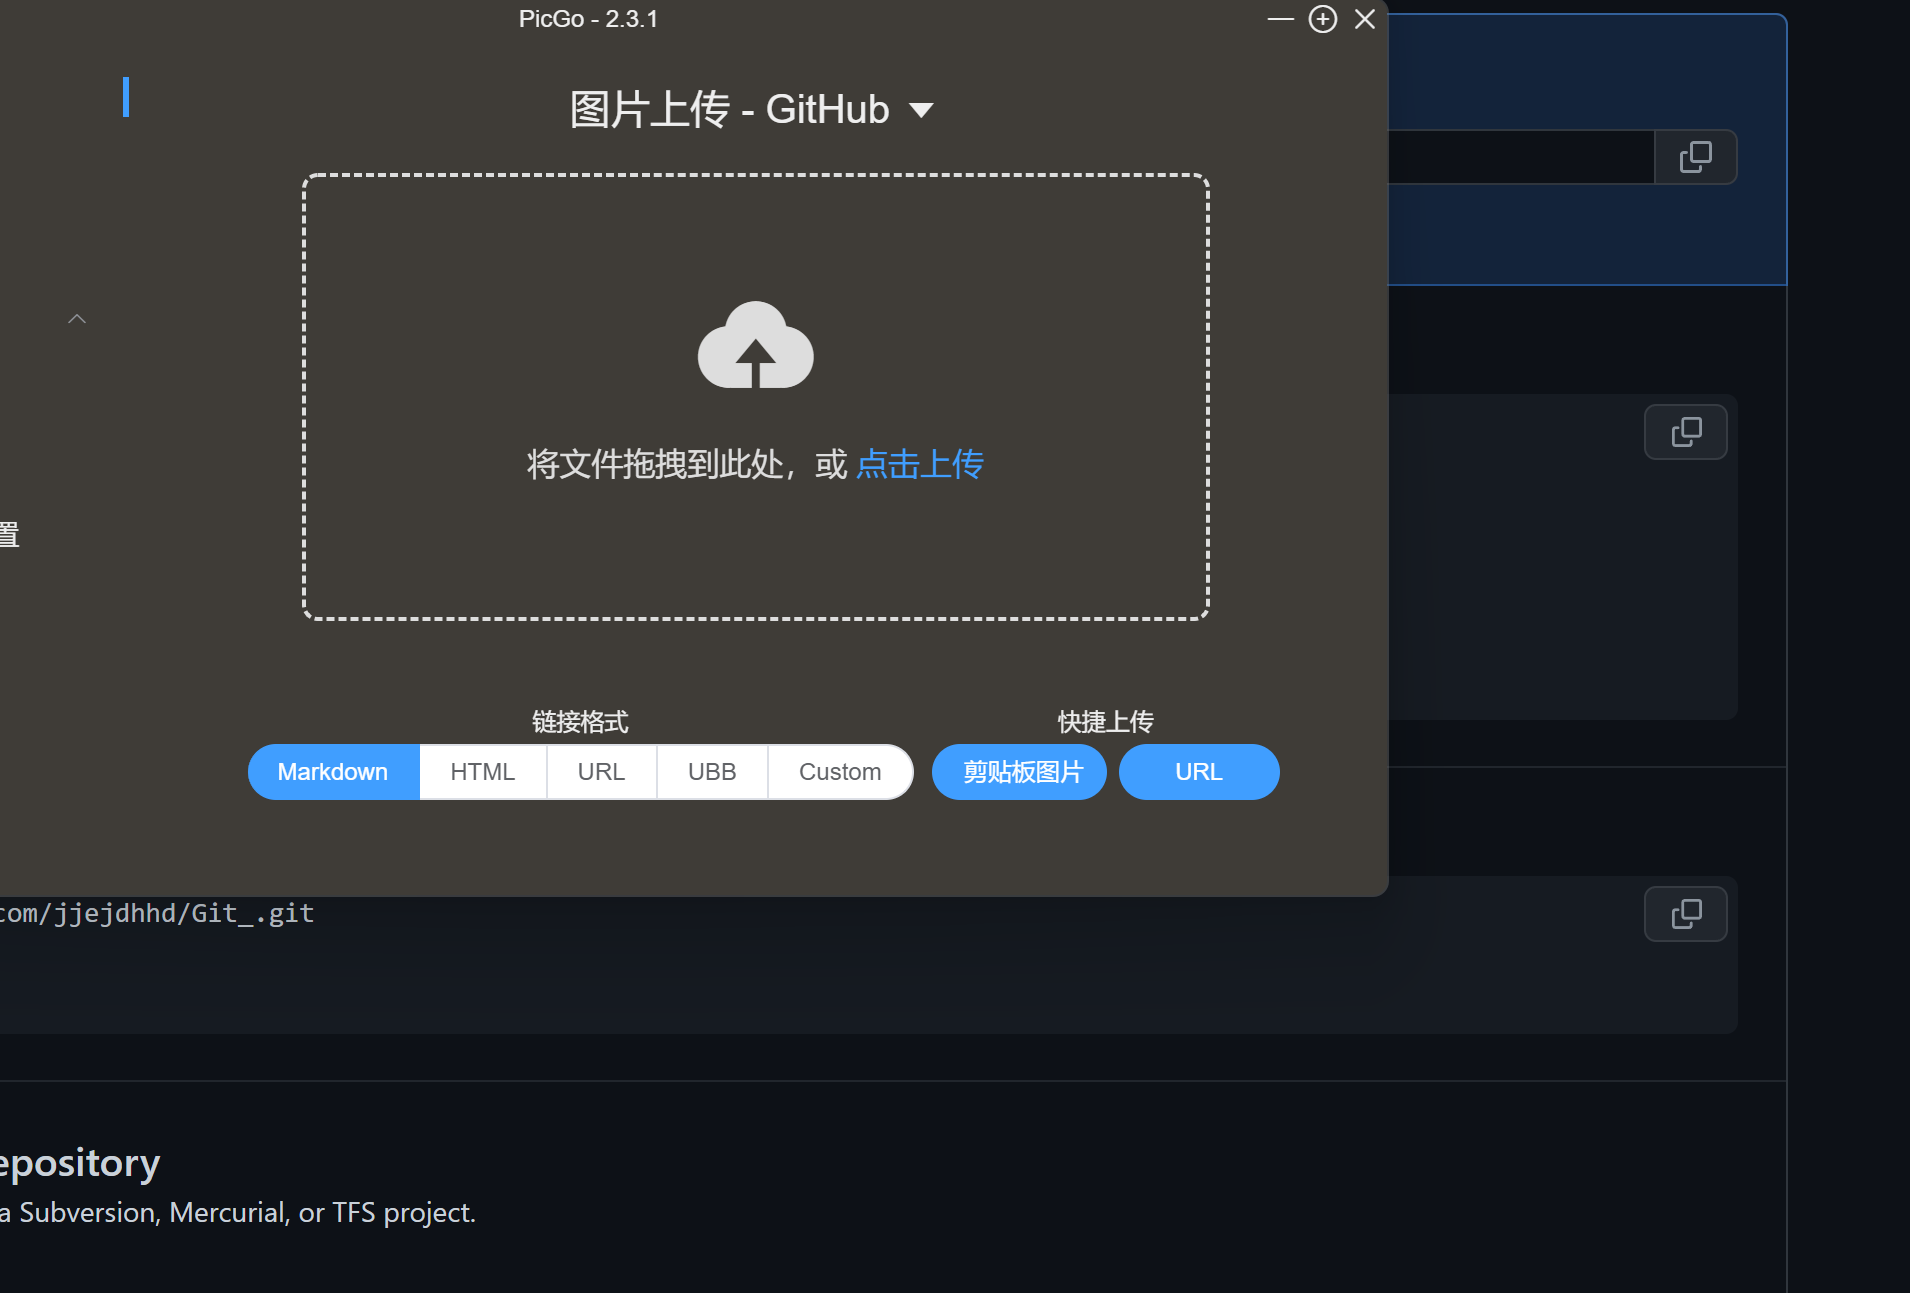 PicGo - 2.3.1
图片上传 - GitHub
将文件拖拽到此处，或 点击上传
置
链接格式
快捷上传
Markdown HTML URL UBB Custom 剪贴板图片 URL
com/jjejdhhd/Git_.git
epository
a Subversion, Mercurial, or TFS project.